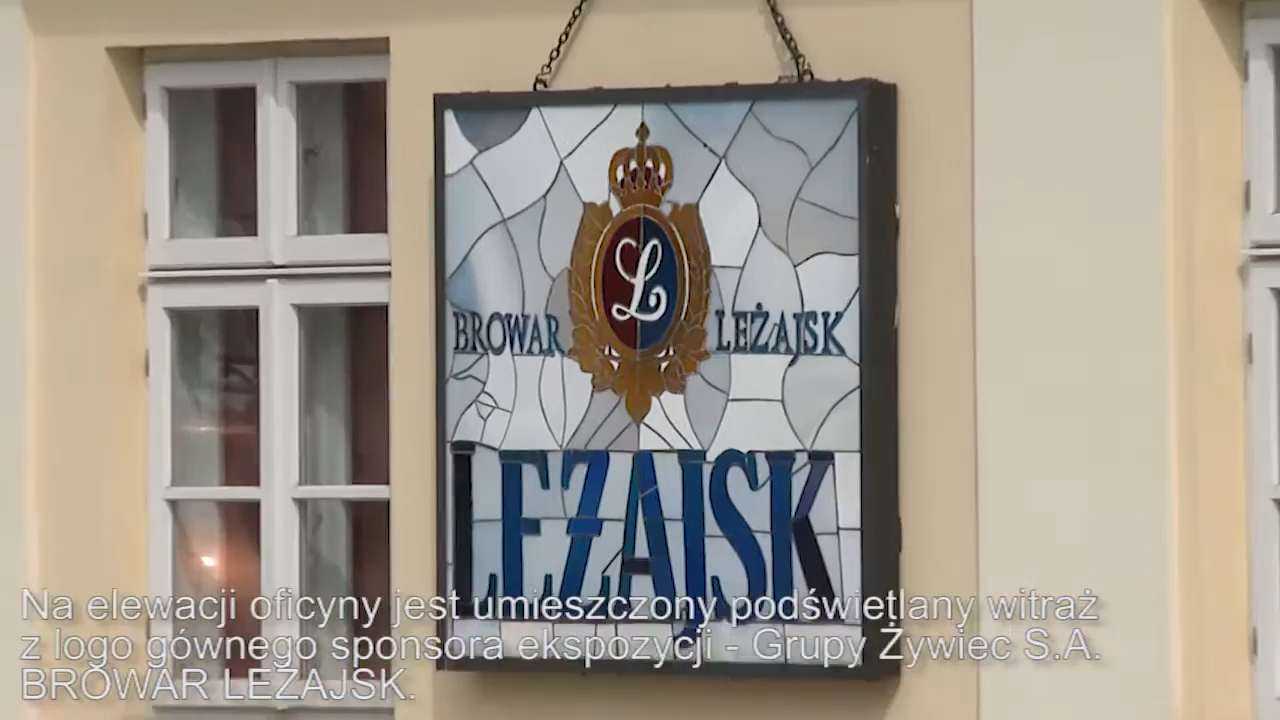 L
BROWAR LEŻAJSK
LEŻAJSK
Na elewacji oficyny jest umieszczony podświetlany witraż
z logo gównego sponsora ekspozycji - Grupy Żywiec S.A.
BROWAR LEŻAJSK.